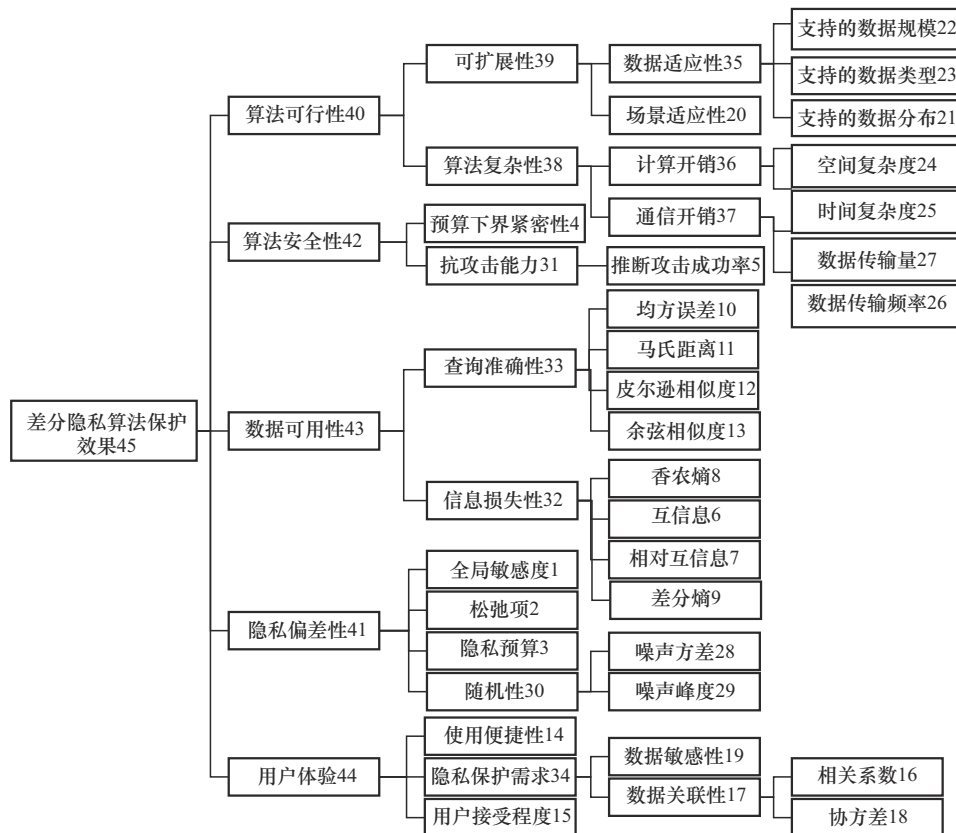 支持的数据规模22
可扩展性39
数据适应性35
支持的数据类型23
算法可行性40
场景适应性20
支持的数据分布21
算法复杂性38
计算开销36
空间复杂度24
预算下界紧密性4
通信开销37
时间复杂度25
算法安全性42
抗攻击能力31
推断攻击成功率5
数据传输量27
均方误差10
数据传输频率26
查询准确性33
马氏距离11
皮尔逊相似度12
差分隐私算法保护
效果45
数据可用性43
余弦相似度13
香农熵8
信息损失性32
互信息6
相对互信息7
全局敏感度1
差分熵9
松弛项2
隐私偏差性41
隐私预算3
噪声方差28
随机性30
噪声峰度29
使用便捷性14
数据敏感性19
用户体验44
隐私保护需求34
数据关联性17
相关系数16
用户接受程度15
协方差18